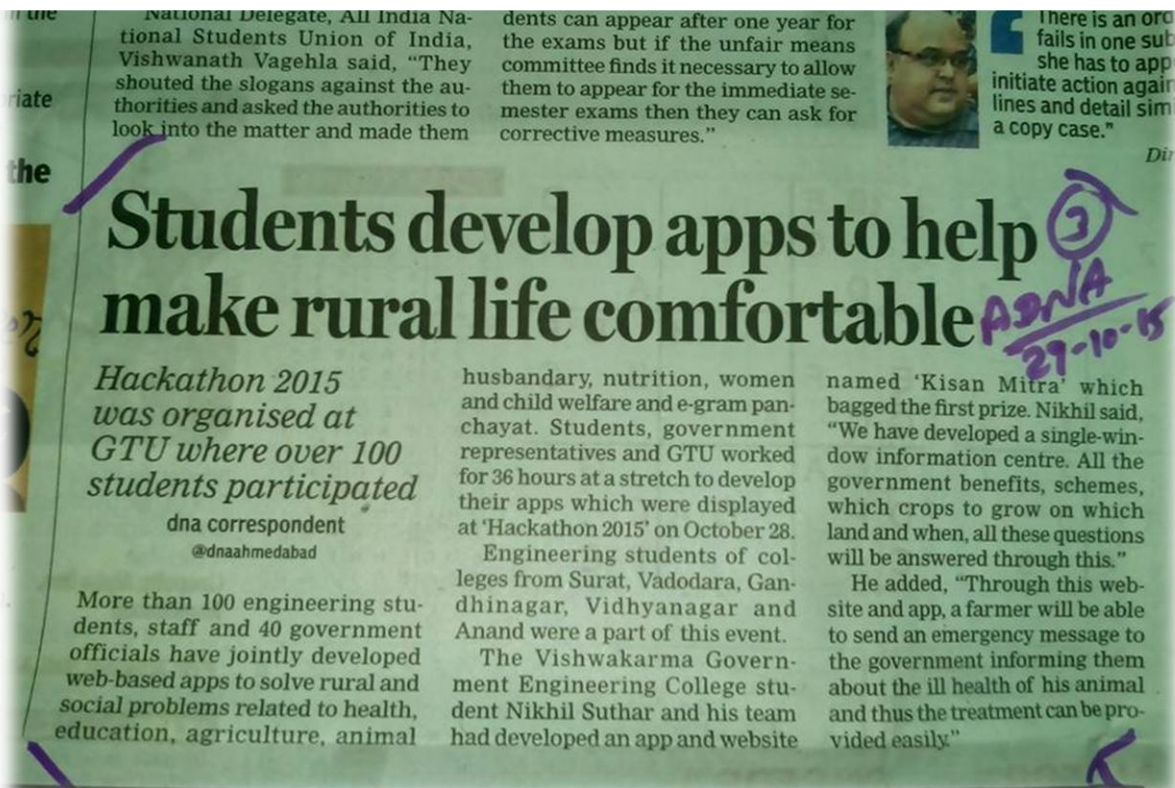 National Delegate, All India Na-
tional Students Union of India,
Vishwanath Vagehla said, “They
shouted the slogans against the au-
thorities and asked the authorities to
look into the matter and made them
dents can appear after one year for
the exams but if the unfair means
committee finds it necessary to allow
them to appear for the immediate se-
mester exams then they can ask for
corrective measures.”
There is an
fails in one
she has to
initiate action
lines and detail
a copy case."
the
Students develop apps to help
make rural life comfortable
3
ADNA
29-10-15
Hackathon 2015
was organised at
GTU where over 100
students participated
dna correspondent
@dnaahmedabad
More than 100 engineering stu-
dents, staff and 40 government
officials have jointly developed
web-based apps to solve rural and
social problems related to health,
education, agriculture, animal
husbandary, nutrition, women
and child welfare and e-gram pan-
chayat. Students, government
representatives and GTU worked
for 36 hours at a stretch to develop
their apps which were displayed
at ‘Hackathon 2015’ on October 28.
Engineering students of col-
leges from Surat, Vadodara, Gan-
dhinagar, Vidhyanagar and
Anand were a part of this event.
The Vishwakarma Govern-
ment Engineering College stu-
dent Nikhil Suthar and his team
had developed an app and website
named ‘Kisan Mitra’ which
bagged the first prize. Nikhil said,
“We have developed a single-win-
dow information centre. All the
government benefits, schemes,
which crops to grow on which
land and when, all these questions
will be answered through this.”
He added, “Through this web-
site and app, a farmer will be able
to send an emergency message to
the government informing them
about the ill health of his animal
and thus the treatment can be pro-
vided easily.”